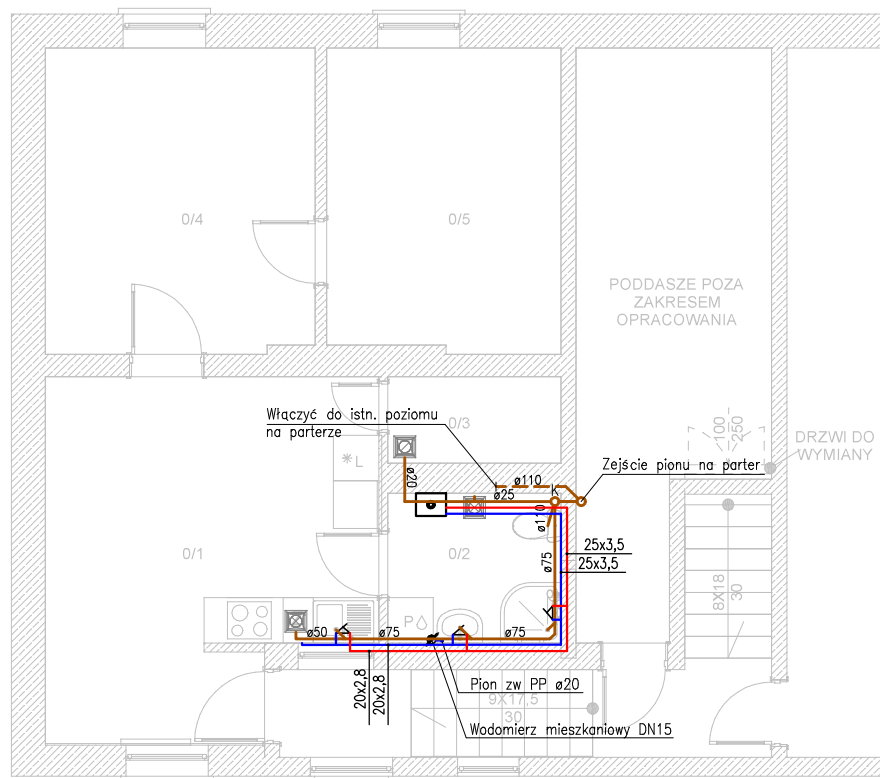 0/4
0/5
PODDASZE POZA
ZAKRESEM
OPRACOWANIA
Włączyć do istn. poziomu
na parterze
0/3
100
250
DRZWI DO
WYMIANY
*L
ø20
ø110
Zejście pionu na parter
ø25
ø110
0/1
0/2
ø75
25x3,5
25x3,5
8X18
30
P
ø50
ø75
ø75
20x2,8
20x2,8
Pion zw PP ø20
9X17,5
30
Wodomierz mieszkaniowy DN15